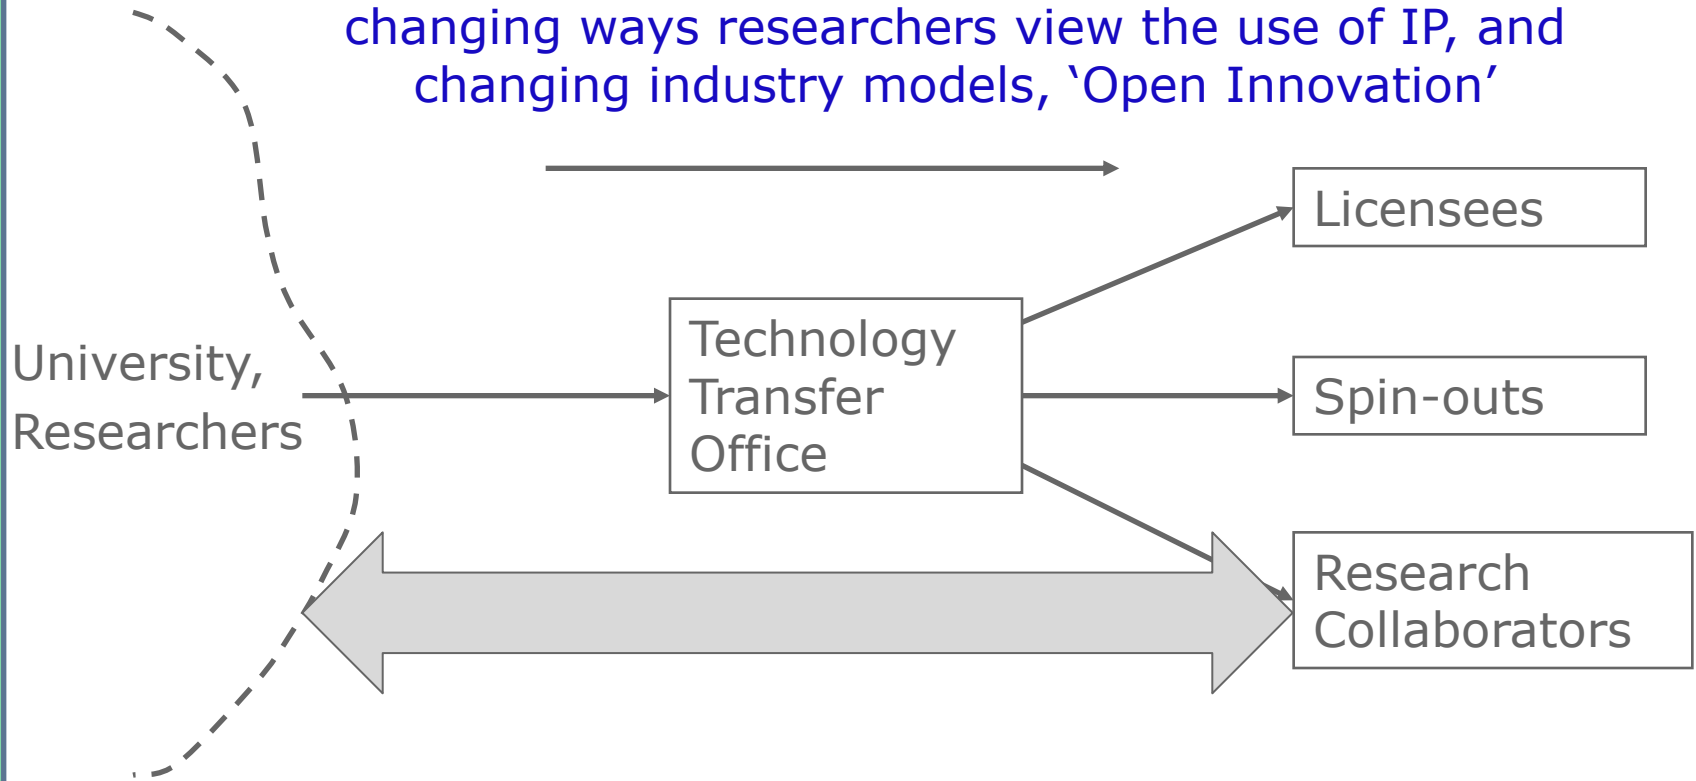 changing ways researchers view the use of IP, and
changing industry models, ‘Open Innovation’
Licensees
University,
Researchers
Technology
Transfer
Office
Spin-outs
Research
Collaborators